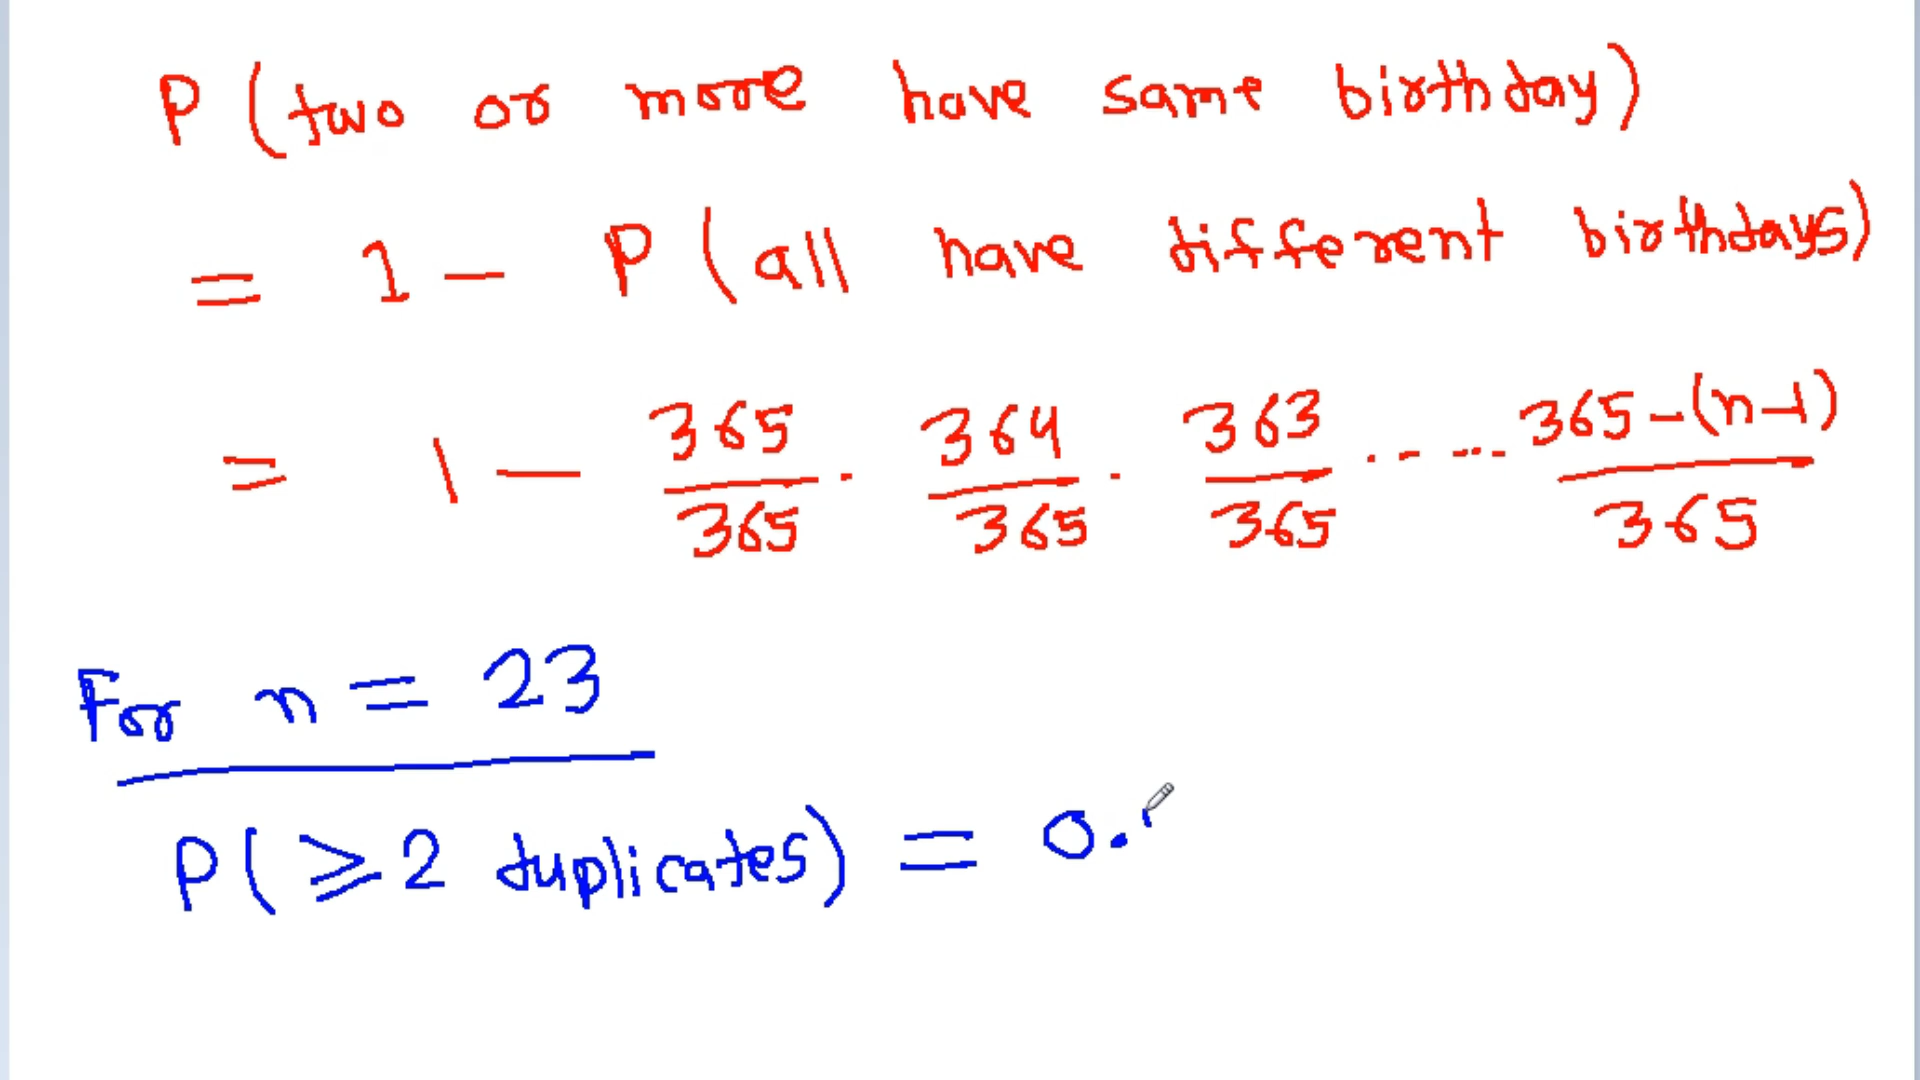 P (two or more have same birthday)
= 1 - P (all have different birthdays)
= 1 - 365/365 . 364/365 . 363/365 ........ 365-(n-1)/365
For n = 23
P( ≥ 2 duplicates) = 0.